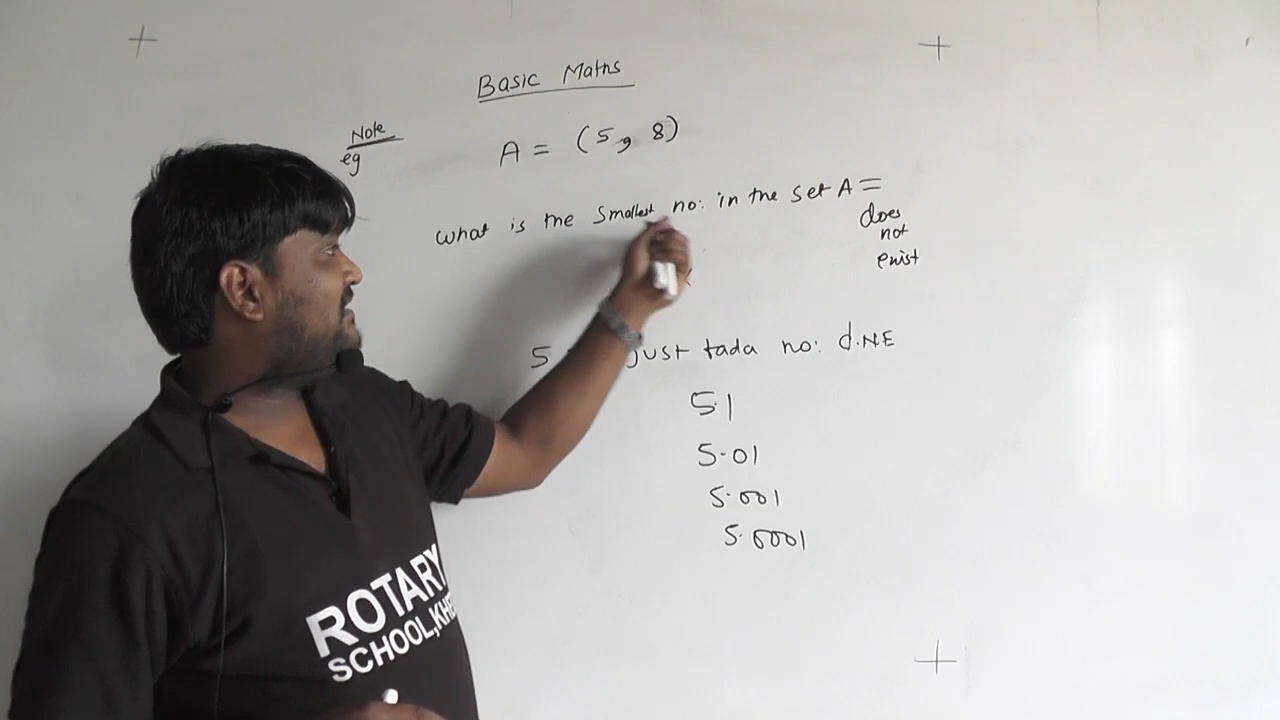 Basic Maths
Note
eg
A = (5, 8)
What is the smallest no: in the set A =
does
not
exist
5 just tada no: d.NE
5.1
5.01
5.001
5.0001
ROTARY
SCHOOL, KHE